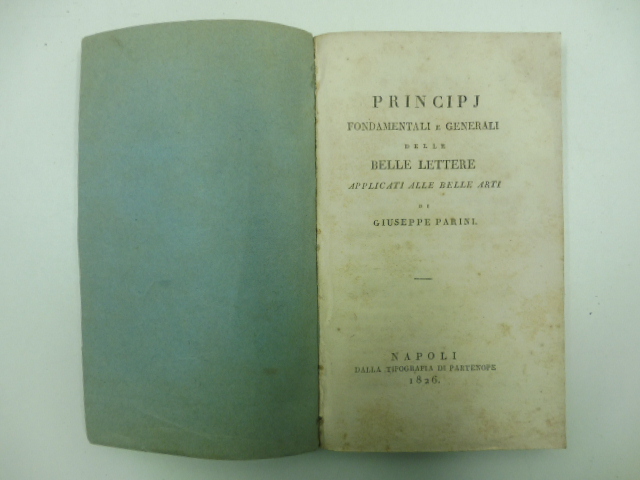 PRINCIPJ
FONDAMENTALI E GENERALI
DELLE
BELLE LETTERE
APPLICATI ALLE BELLE ARTI
DI
GIUSEPPE PARINI.
NAPOLI
DALLA TIPOGRAFIA DI PARTENOPE
1826.